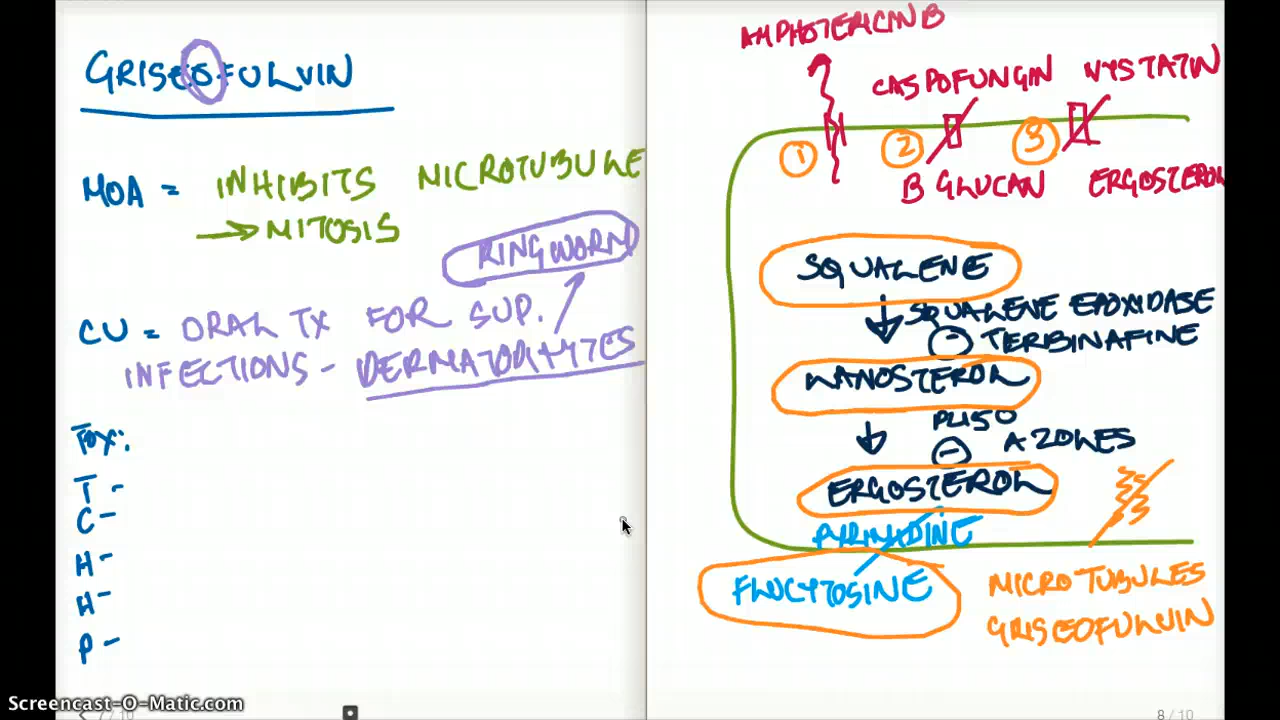 GRISEOFULVIN
MOA = INHIBITS MICROTUBULE
→ MITOSIS
RINGWORM
CU = ORAL TX FOR SUP.
INFECTIONS - DERMATOPHYTES
TOX:
T -
C -
H -
H -
P -
AMPHOTERICIN B
CASPOFUNGIN
NYSTATIN
1
2
3
B GLUCAN
ERGOSTEROL
SQUALENE
SQUALENE EPOXIDASE
- TERBINAFINE
LANOSTEROL
P450
- AZOLES
ERGOSTEROL
PYRIMIDINE
FLUCYTOSINE
MICROTUBULES
GRISEOFULVIN
Screencast-O-Matic.com
8 / 10